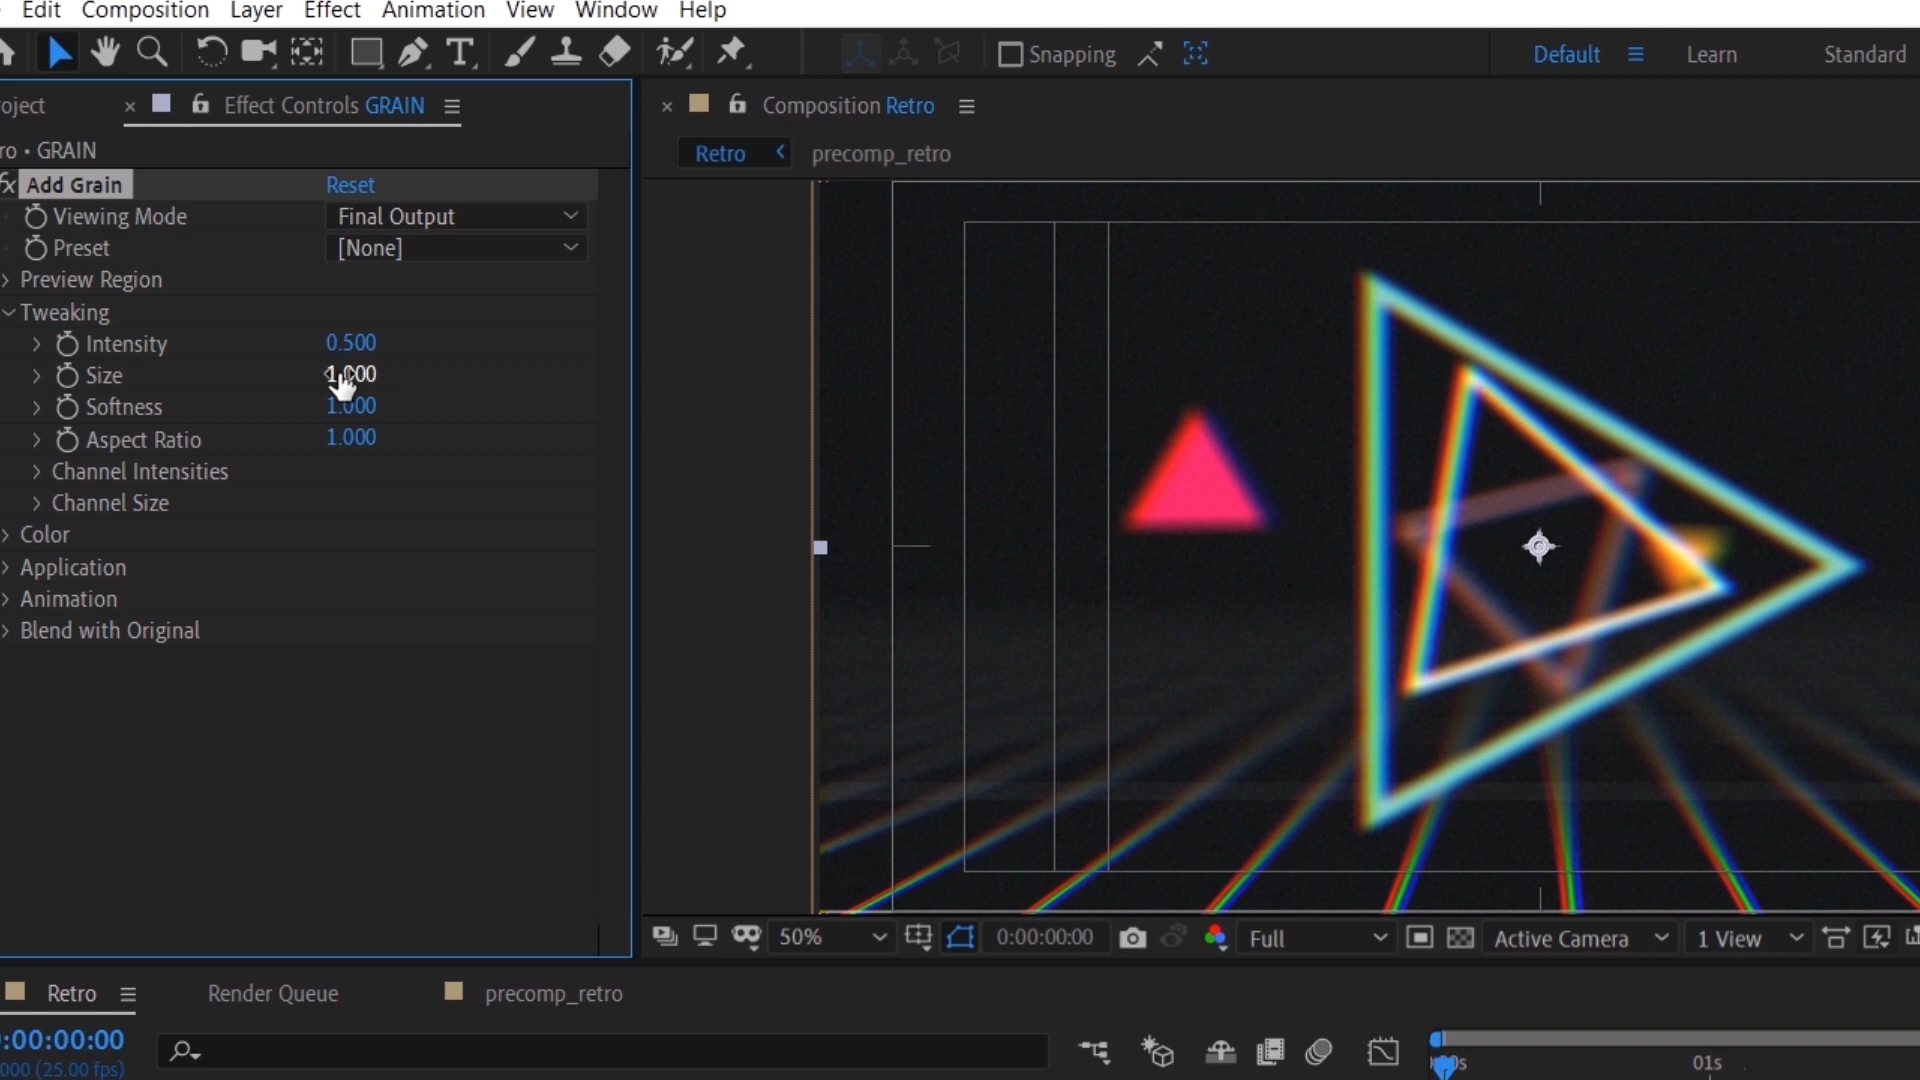 Edit Composition Layer Effect Animation View Window Help
Snapping Default Learn Standard
oject Effect Controls GRAIN
ro • GRAIN
fx Add Grain Reset
Viewing Mode Final Output
Preset [None]
Preview Region
Tweaking
Intensity 0.500
Size 1.000
Softness 1.000
Aspect Ratio 1.000
Channel Intensities
Channel Size
Color
Application
Animation
Blend with Original
Composition Retro
Retro precomp_retro
50% 0:00:00:00 Full Active Camera 1 View
Retro Render Queue precomp_retro
:00:00:00
000 (25.00 fps)
01s